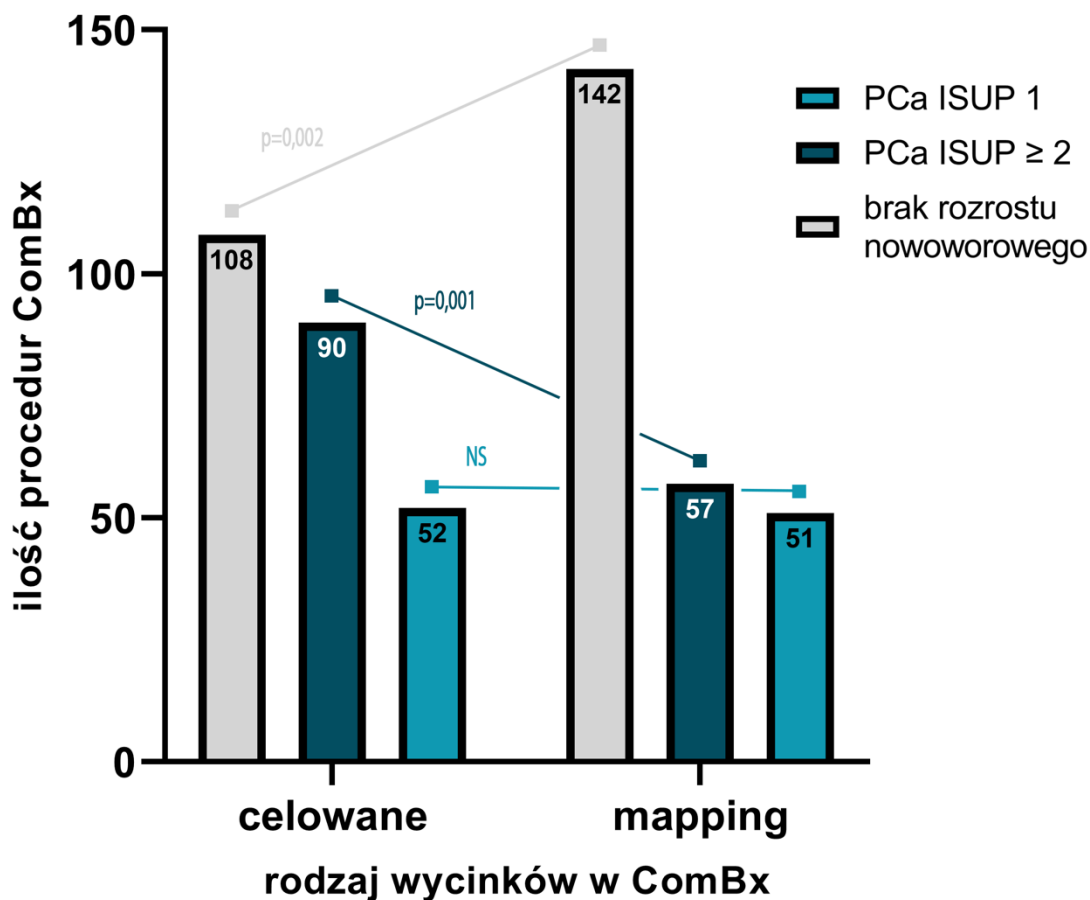 150
100
50
0
ilość procedur ComBx
p=0,002
p=0,001
NS
108
90
52
142
57
51
PCa ISUP 1
PCa ISUP ≥ 2
brak rozrostu
nowoworowego
celowane
mapping
rodzaj wycinków w ComBx